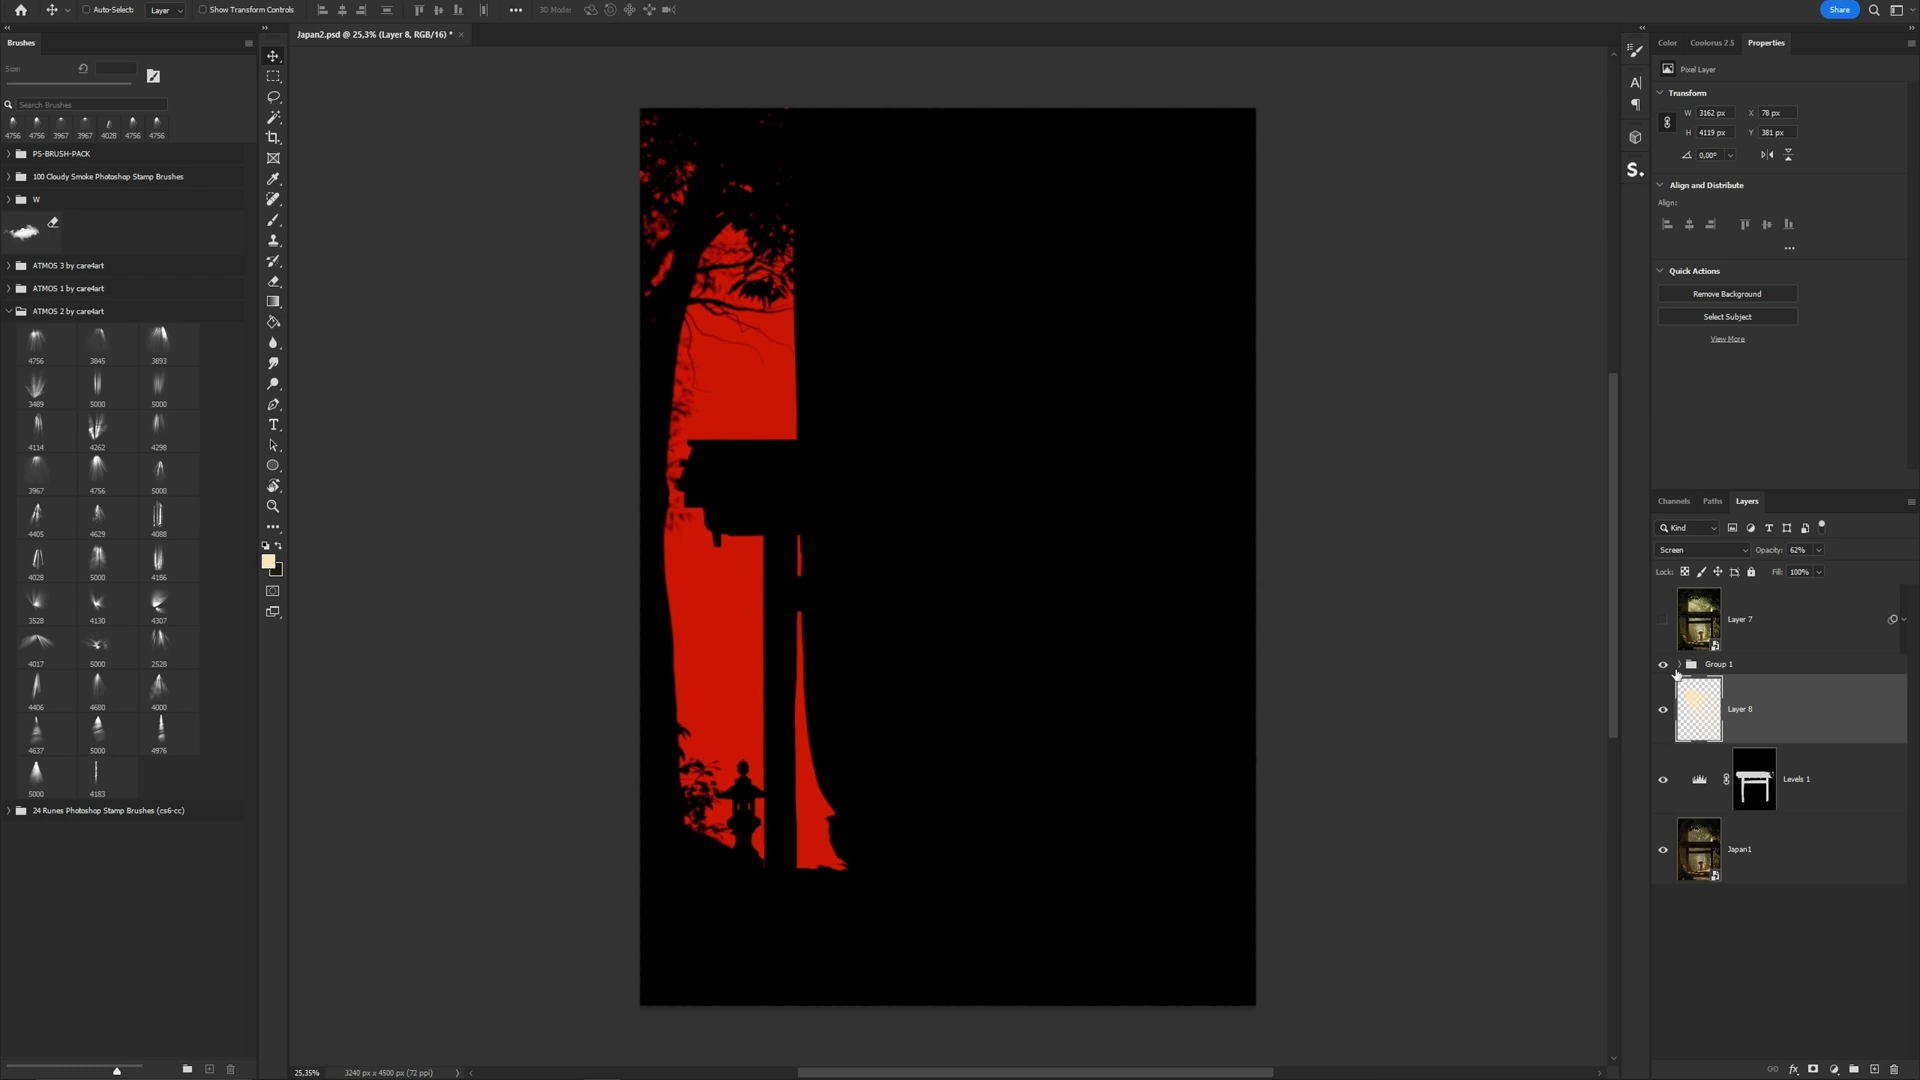 Auto-Select: Layer Show Transform Controls 3D Mode: Share
Brushes
Japan2.psd @ 25,3% (Layer 8, RGB/16) *
Color Coolorus 2.5 Properties
Size:
Pixel Layer
Search Brushes
4756 4756 3967 3967 4028 4756 4756
PS-BRUSH-PACK
100 Cloudy Smoke Photoshop Stamp Brushes
W
ATMOS 3 by care4art
ATMOS 1 by care4art
ATMOS 2 by care4art
4756 3845 3893
3489 5000 5000
4114 4262 4298
3967 4756 5000
4405 4629 4088
4028 5000 4186
3528 4130 4307
4017 5000 2528
4406 4680 4000
4637 5000 4976
5000 4183
24 Runes Photoshop Stamp Brushes (cs6-cc)
Transform
W 3162 px X 78 px
H 4119 px Y 381 px
0,00°
Align and Distribute
Align:
Quick Actions
Remove Background
Select Subject
View More
Channels Paths Layers
Kind
Screen Opacity: 62%
Lock: Fill: 100%
Layer 7
Group 1
Layer 8
Levels 1
Japan1
25,35% 3240 px x 4500 px (72 ppi)